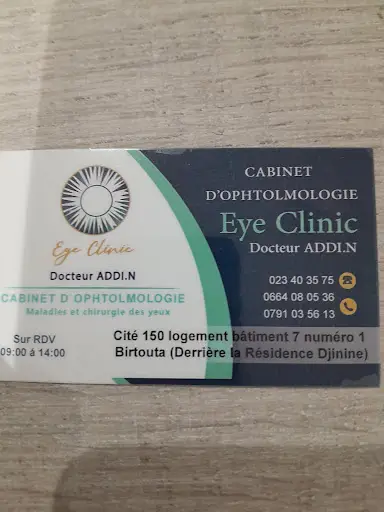 Eye Clinic
Docteur ADDI.N
CABINET D'OPHTOLMOLOGIE
Maladies et chirurgie des yeux
Sur RDV
09:00 à 14:00
CABINET
D'OPHTOLMOLOGIE
Eye Clinic
Docteur ADDI.N
023 40 35 75
0664 08 05 36
0791 03 56 13
Cité 150 logement bâtiment 7 numéro 1
Birtouta (Derrière la Résidence Djinine)